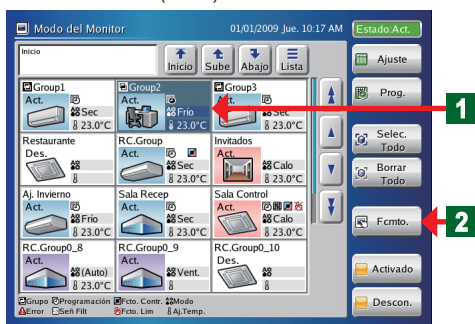 Modo del Monitor 01/01/2009 Jue. 10:17 AM Estado:Act.
Inicio
Inicio Sube Abajo Lista
Ajuste
Prog.
Selec. Todo
Borrar Todo
Fcmto.
Activado
Descon.
1
2
Group1 Group2 Group3
Act. Act. Act.
Sec Frío Sec
23.0°C 23.0°C 23.0°C
Restaurante RC.Group Invitados
Des. Act. Act.
Sec Calo
23.0°C 23.0°C
Aj. Invierno Sala Recep Sala Control
Act. Act. Act.
Frío Sec Calo
23.0°C 23.0°C 23.0°C
RC.Group0_8 RC.Group0_9 RC.Group0_10
Act. Act. Des.
(Auto) Vent.
23.0°C 23.0°C
Grupo Programación Fcto. Contr. Modo
Error Señ Filt Fcto. Lim Aj.Temp.